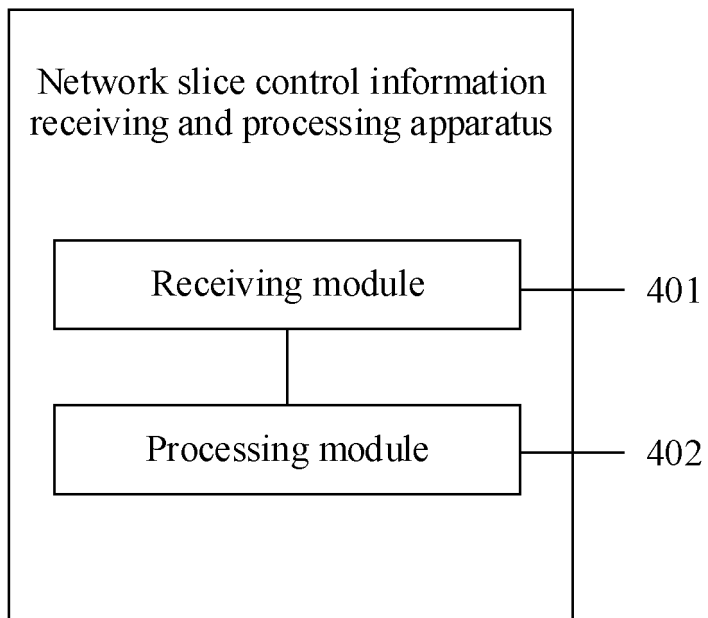 Network slice control information
receiving and processing apparatus
Receiving module
401
Processing module
402